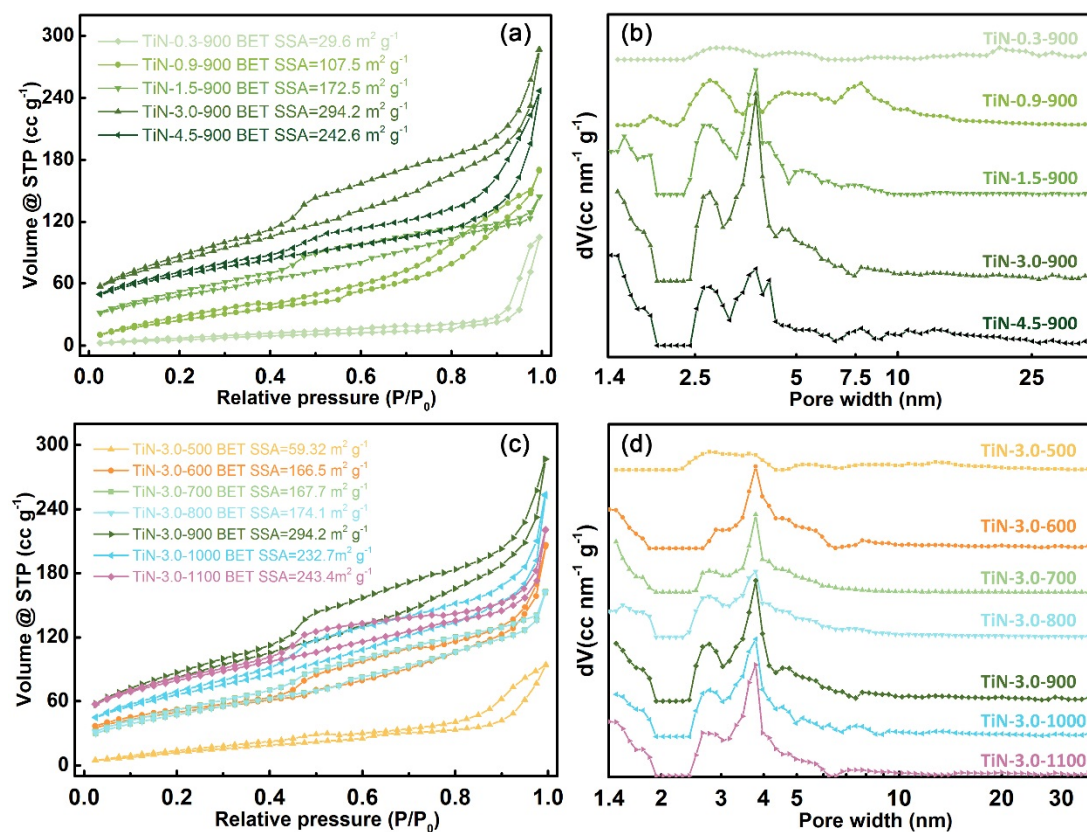 (a)
300
240
180
120
60
0
Volume @ STP (cc g⁻¹)
TiN-0.3-900 BET SSA=29.6 m² g⁻¹
TiN-0.9-900 BET SSA=107.5 m² g⁻¹
TiN-1.5-900 BET SSA=172.5 m² g⁻¹
TiN-3.0-900 BET SSA=294.2 m² g⁻¹
TiN-4.5-900 BET SSA=242.6 m² g⁻¹
0.0 0.2 0.4 0.6 0.8 1.0
Relative pressure (P/P₀)
(b)
dV(cc nm⁻¹ g⁻¹)
TiN-0.3-900
TiN-0.9-900
TiN-1.5-900
TiN-3.0-900
TiN-4.5-900
1.4 2.5 5 7.5 10 25
Pore width (nm)
(c)
300
240
180
120
60
0
Volume @ STP (cc g⁻¹)
TiN-3.0-500 BET SSA=59.32 m² g⁻¹
TiN-3.0-600 BET SSA=166.5 m² g⁻¹
TiN-3.0-700 BET SSA=167.7 m² g⁻¹
TiN-3.0-800 BET SSA=174.1 m² g⁻¹
TiN-3.0-900 BET SSA=294.2 m² g⁻¹
TiN-3.0-1000 BET SSA=232.7m² g⁻¹
TiN-3.0-1100 BET SSA=243.4m² g⁻¹
0.0 0.2 0.4 0.6 0.8 1.0
Relative pressure (P/P₀)
(d)
dV(cc nm⁻¹ g⁻¹)
TiN-3.0-500
TiN-3.0-600
TiN-3.0-700
TiN-3.0-800
TiN-3.0-900
TiN-3.0-1000
TiN-3.0-1100
1.4 2 3 4 5 10 20 30
Pore width (nm)